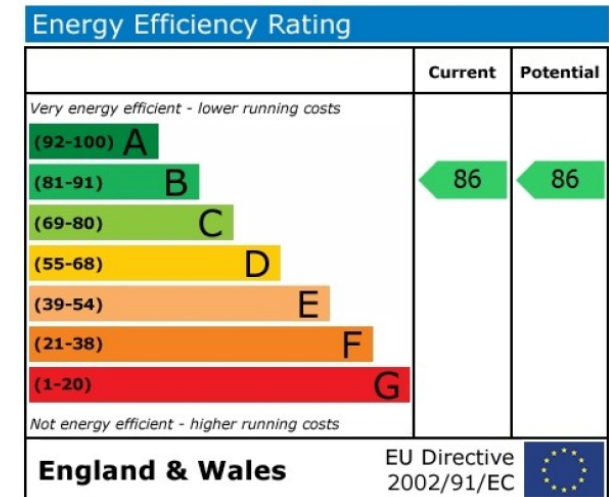 Energy Efficiency Rating
Current Potential
Very energy efficient - lower running costs
(92-100) A
(81-91) B 86 86
(69-80) C
(55-68) D
(39-54) E
(21-38) F
(1-20) G
Not energy efficient - higher running costs
England & Wales
EU Directive
2002/91/EC